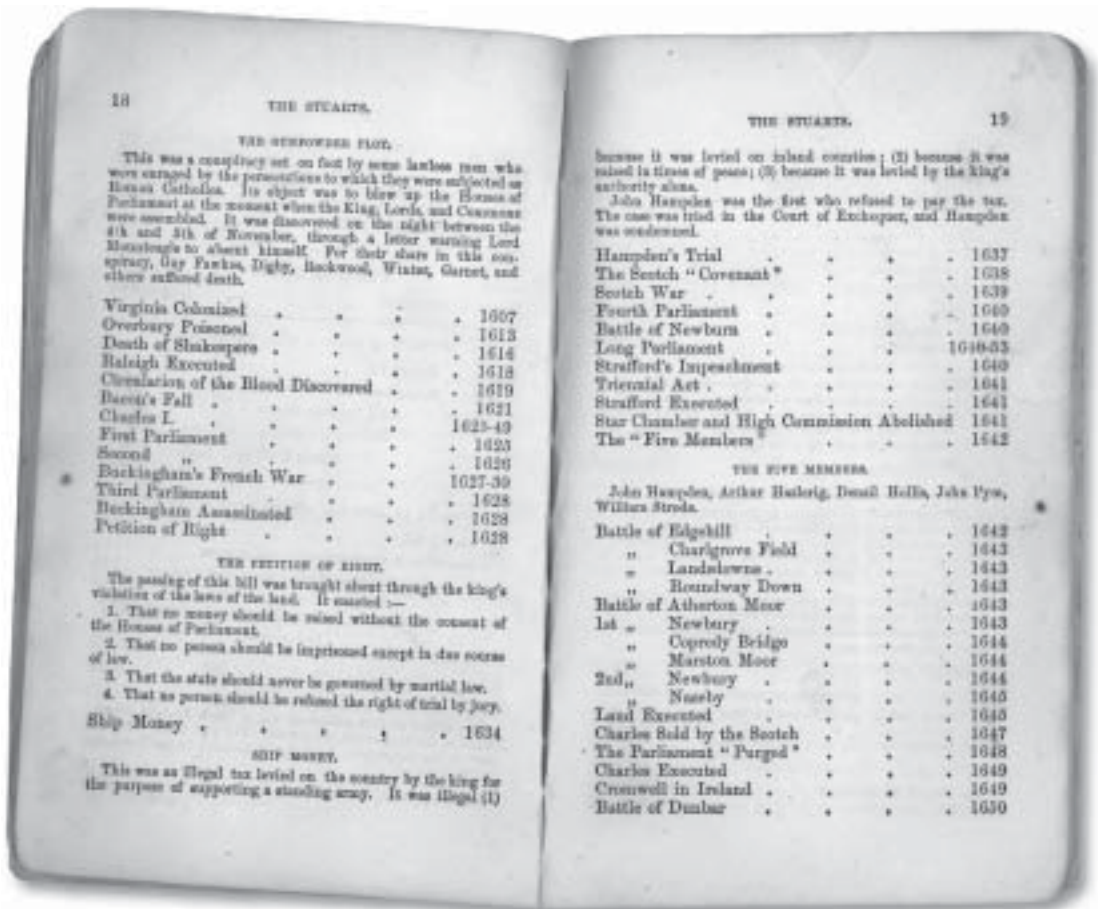 18
THE STUARTS.
THE GUNPOWDER PLOT.
This was a conspiracy set on foot by some lawless men who
were enraged by the persecutions to which they were subjected as
Roman Catholics. Its object was to blow up the Houses of
Parliament at the moment when the King, Lords, and Commons
were assembled. It was discovered on the night between the
4th and 5th of November, through a letter warning Lord
Monteagle to absent himself. For their share in this con-
spiracy, Guy Fawkes, Digby, Rookwood, Winter, Garnet, and
others suffered death.
Virginia Colonized . . . . 1607
Overbury Poisoned . . . . 1613
Death of Shakspere . . . . 1616
Raleigh Executed . . . . 1618
Circulation of the Blood Discovered . . 1619
Bacon's Fall . . . . . 1621
Charles I. . . . . 1625-49
First Parliament . . . . 1625
Second „ . . . . 1626
Buckingham's French War . . 1627-30
Third Parliament . . . . 1628
Buckingham Assassinated . . . 1628
Petition of Right . . . . 1628
THE PETITION OF RIGHT.
The passing of this bill was brought about through the king's
violation of the laws of the land. It enacted :—
1. That no money should be raised without the consent of
the Houses of Parliament.
2. That no person should be imprisoned except in due course
of law.
3. That the state should never be governed by martial law.
4. That no person should be refused the right of trial by jury.
Ship Money . . . . . 1634
SHIP MONEY.
This was an illegal tax levied on the country by the king for
the purpose of supporting a standing army. It was illegal (1)
THE STUARTS. 19
because it was levied on inland counties; (2) because it was
raised in times of peace; (3) because it was levied by the king's
authority alone.
John Hampden was the first who refused to pay the tax.
The case was tried in the Court of Exchequer, and Hampden
was condemned.
Hampden's Trial . . . . 1637
The Scotch "Covenant" . . . . 1638
Scotch War . . . . . 1639
Fourth Parliament . . . . 1640
Battle of Newburn . . . . 1640
Long Parliament . . . 1640-53
Strafford's Impeachment . . . 1640
Triennial Act . . . . . 1641
Strafford Executed . . . . 1641
Star Chamber and High Commission Abolished 1641
The "Five Members" . . . . 1642
THE FIVE MEMBERS.
John Hampden, Arthur Haslerig, Denzil Hollis, John Pym,
William Strode.
Battle of Edgehill . . . . 1642
„ Charlgrove Field . . . 1643
„ Landsdowne . . . . 1643
„ Roundway Down . . . 1643
Battle of Atherton Moor . . . 1643
1st „ Newbury . . . . 1643
„ Copredy Bridge . . . 1644
„ Marston Moor . . . 1644
2nd „ Newbury . . . . 1644
„ Naseby . . . . 1645
Laud Executed . . . . 1645
Charles Sold by the Scotch . . . 1647
The Parliament "Purged" . . . 1648
Charles Executed . . . . 1649
Cromwell in Ireland . . . . 1649
Battle of Dunbar . . . . 1650